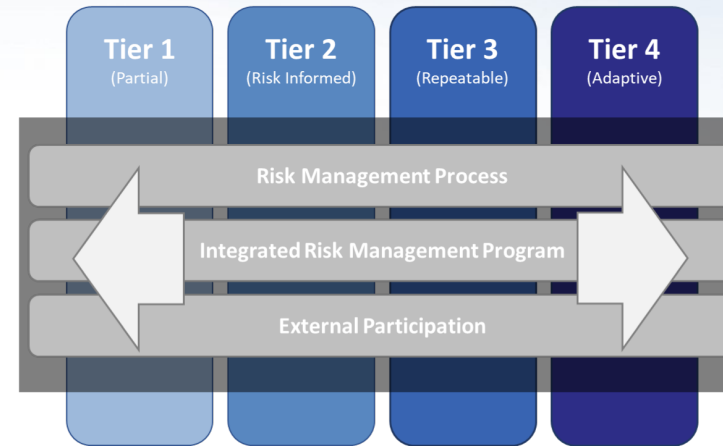 Tier 1
(Partial)
Tier 2
(Risk Informed)
Tier 3
(Repeatable)
Tier 4
(Adaptive)
Risk Management Process
Integrated Risk Management Program
External Participation